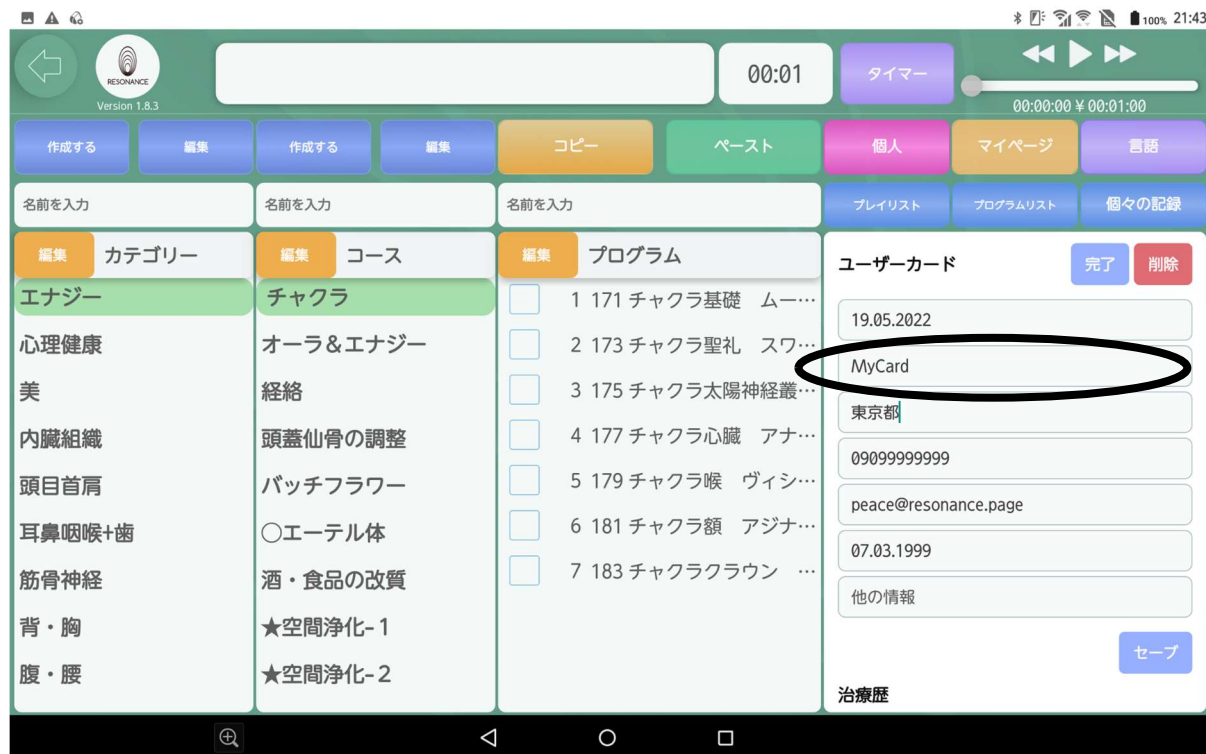 100% 21:43
RESONANCE
Version 1.8.3
00:01
タイマー
00:00:00 ¥ 00:01:00
作成する
編集
作成する
編集
コピー
ペースト
個人
マイページ
言語
名前を入力
名前を入力
名前を入力
プレイリスト
プログラムリスト
個々の記録
編集 カテゴリー
エナジー
心理健康
美
内臓組織
頭目首肩
耳鼻咽喉+歯
筋骨神経
背・胸
腹・腰
編集 コース
チャクラ
オーラ&エナジー
経絡
頭蓋仙骨の調整
バッチフラワー
〇エーテル体
酒・食品の改質
★空間浄化-1
★空間浄化-2
編集 プログラム
1 171 チャクラ基礎 ムー…
2 173 チャクラ聖礼 スワ…
3 175 チャクラ太陽神経叢…
4 177 チャクラ心臓 アナ…
5 179 チャクラ喉 ヴィシ…
6 181 チャクラ額 アジナ…
7 183 チャクラクラウン …
ユーザーカード
完了
削除
19.05.2022
MyCard
東京都
09099999999
peace@resonance.page
07.03.1999
他の情報
セーブ
治療歴